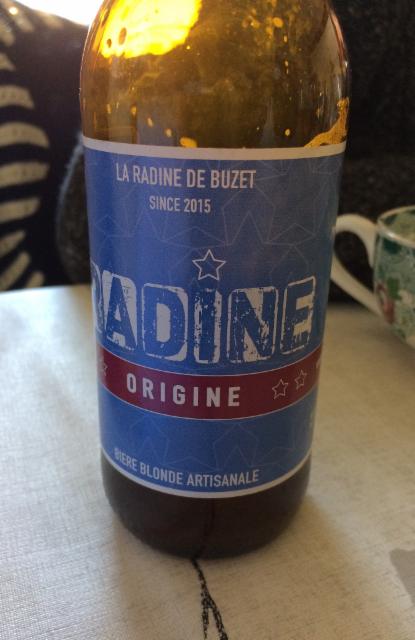 LA RADINE DE BUZET
SINCE 2015
RADINE
ORIGINE
BIERE BLONDE ARTISANALE